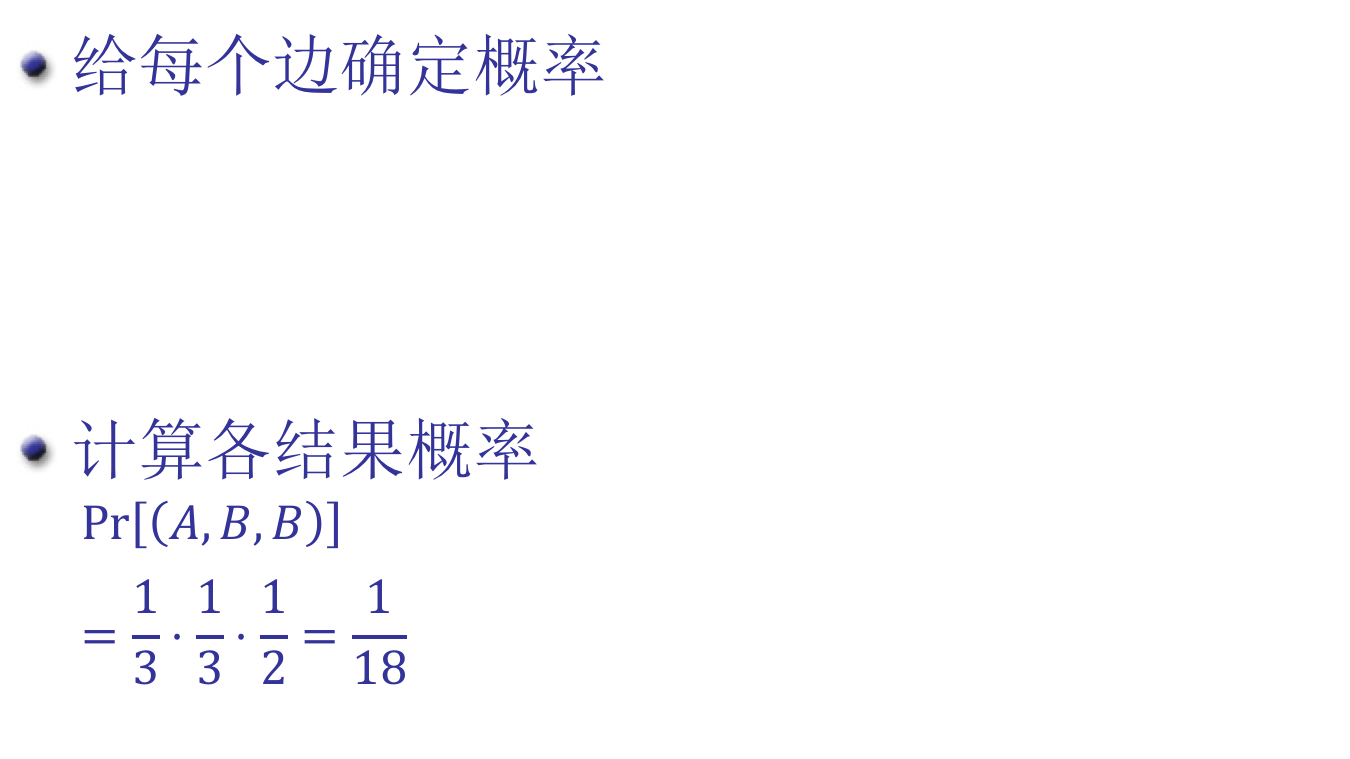 给每个边确定概率
计算各结果概率
Pr[(A, B, B)]
= 1/3 · 1/3 · 1/2 = 1/18